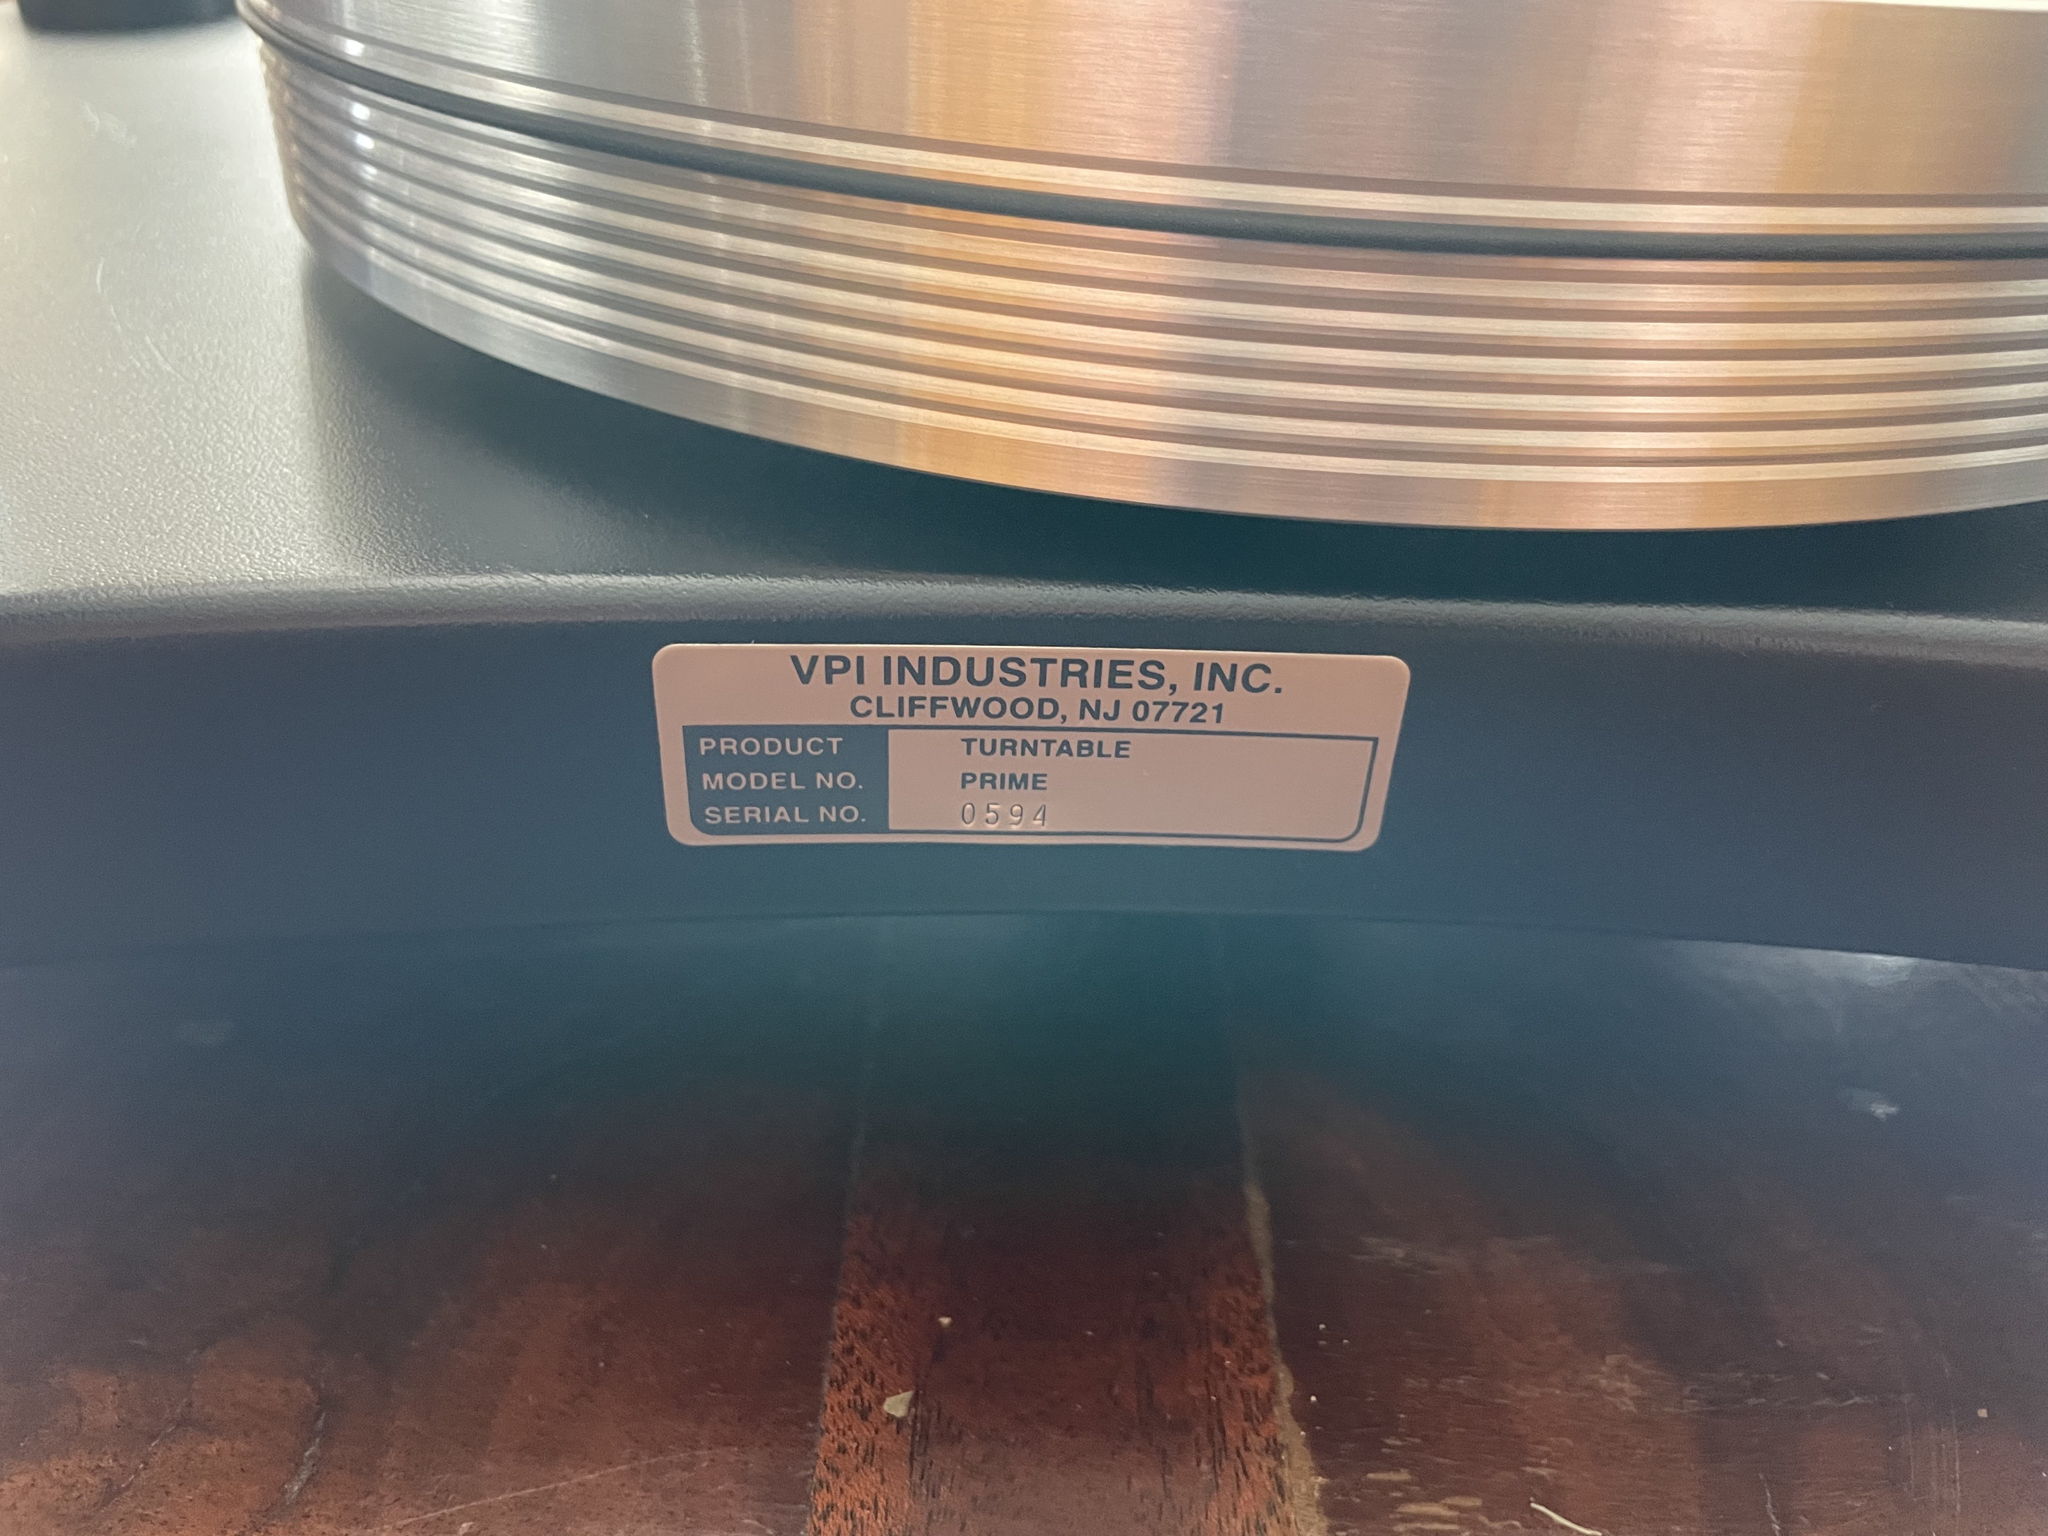 VPI INDUSTRIES, INC.
CLIFFWOOD, NJ 07721
PRODUCT TURNTABLE
MODEL NO. PRIME
SERIAL NO. 0594